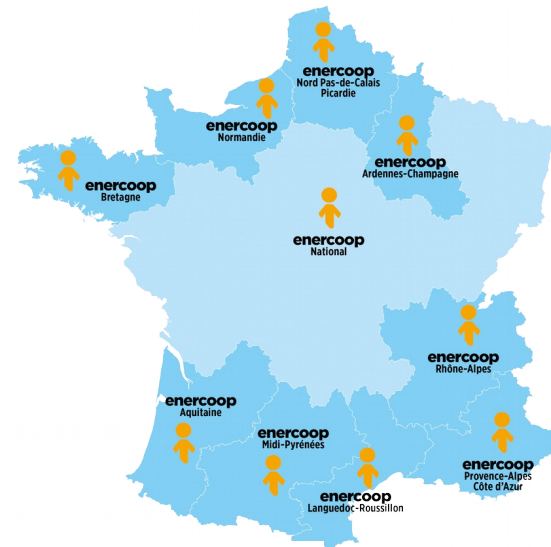 enercoop
Nord Pas-de-Calais
Picardie
enercoop
Normandie
enercoop
Ardennes-Champagne
enercoop
Bretagne
enercoop
National
enercoop
Rhône-Alpes
enercoop
Aquitaine
enercoop
Midi-Pyrénées
enercoop
Provence-Alpes
Côte d'Azur
enercoop
Languedoc-Roussillon